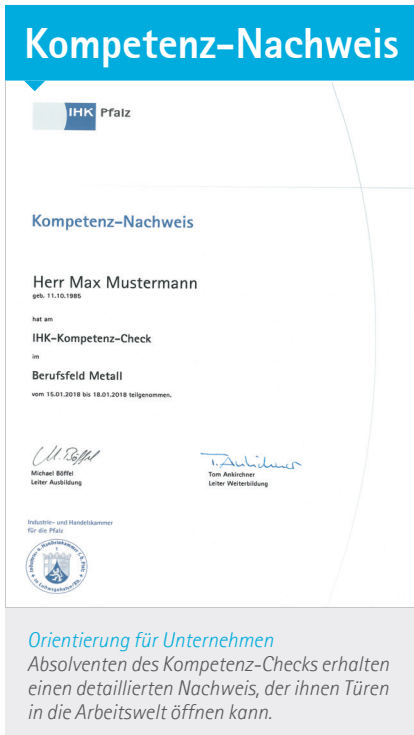 Kompetenz-Nachweis
IHK Pfalz
Kompetenz-Nachweis
Herr Max Mustermann
geb. 11.10.1985
hat am
IHK-Kompetenz-Check
im
Berufsfeld Metall
vom 15.01.2018 bis 18.01.2018 teilgenommen.
M. Böffel
T. Ankirchner
Michael Böffel
Leiter Ausbildung
Tom Ankirchner
Leiter Weiterbildung
Industrie- und Handelskammer
für die Pfalz
Orientierung für Unternehmen
Absolventen des Kompetenz-Checks erhalten
einen detaillierten Nachweis, der ihnen Türen
in die Arbeitswelt öffnen kann.